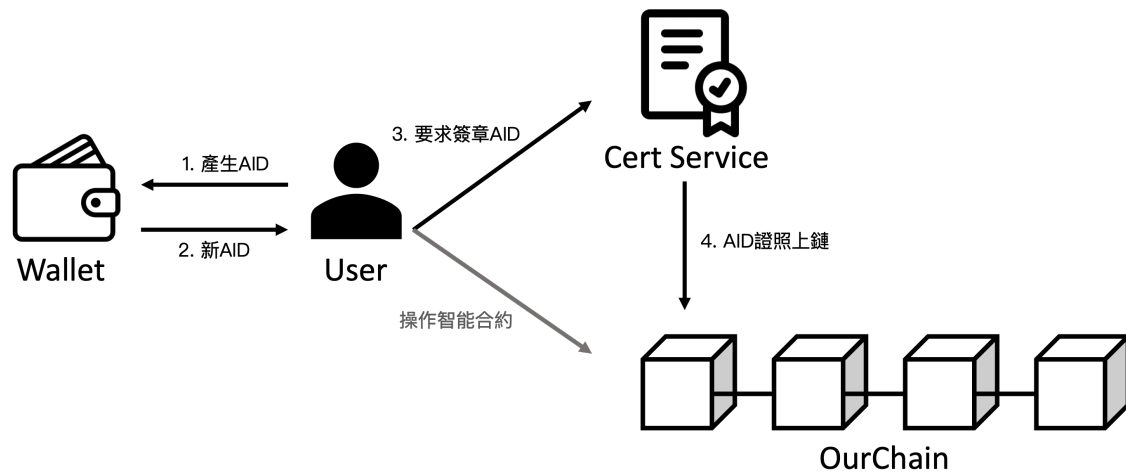 3. 要求簽章AID
Cert Service
1. 產生AID
2. 新AID
Wallet
User
4. AID證照上鏈
操作智能合約
OurChain